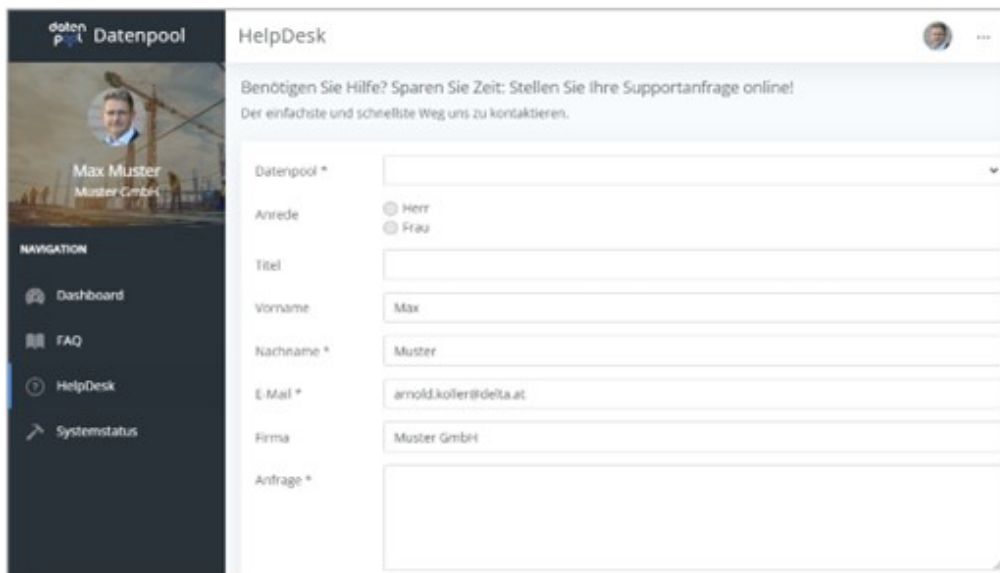 daten
pool Datenpool
HelpDesk
Max Muster
Muster GmbH
NAVIGATION
Dashboard
FAQ
HelpDesk
Systemstatus
Benötigen Sie Hilfe? Sparen Sie Zeit: Stellen Sie Ihre Supportanfrage online!
Der einfachste und schnellste Weg uns zu kontaktieren.
Datenpool *
Anrede
Herr
Frau
Titel
Vorname Max
Nachname * Muster
E-Mail * arnold.koller@delta.at
Firma Muster GmbH
Anfrage *